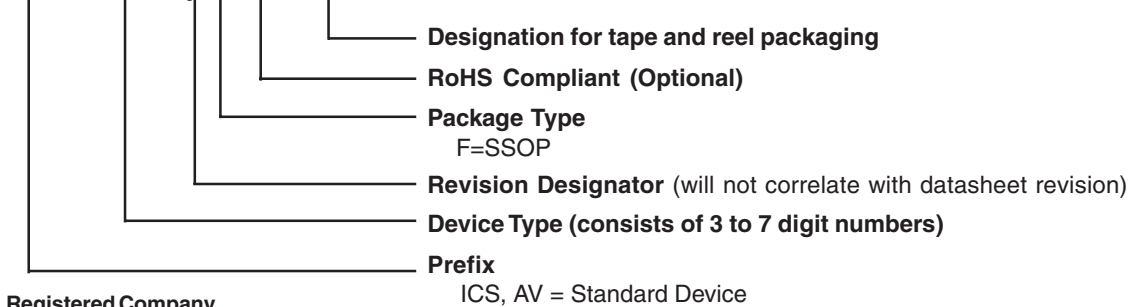 Designation for tape and reel packaging
RoHS Compliant (Optional)
Package Type
F=SSOP
Revision Designator (will not correlate with datasheet revision)
Device Type (consists of 3 to 7 digit numbers)
Prefix
ICS, AV = Standard Device
Registered Company